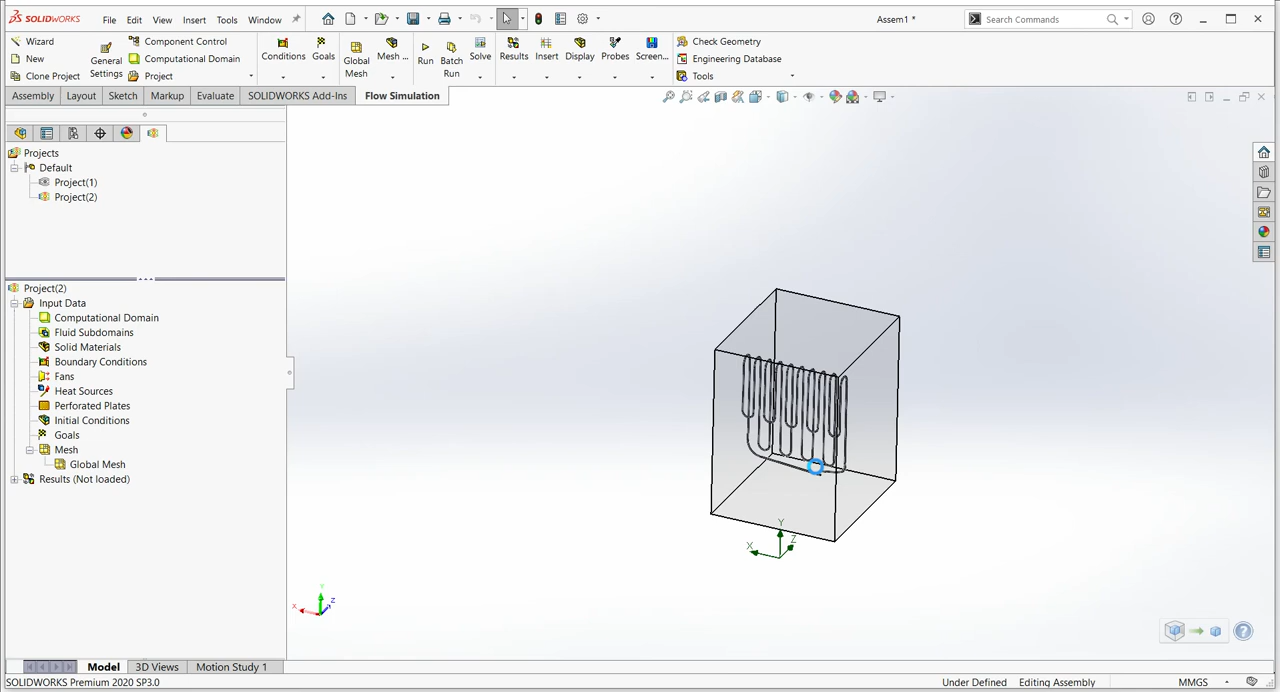 SOLIDWORKS File Edit View Insert Tools Window Assem1 * Search Commands
Wizard
New
Clone Project
General Settings
Component Control
Computational Domain
Project
Conditions
Goals
Global Mesh
Mesh ...
Run
Batch Run
Solve
Results
Insert
Display
Probes
Screen...
Check Geometry
Engineering Database
Tools
Assembly Layout Sketch Markup Evaluate SOLIDWORKS Add-Ins Flow Simulation
Projects
Default
Project(1)
Project(2)
Project(2)
Input Data
Computational Domain
Fluid Subdomains
Solid Materials
Boundary Conditions
Fans
Heat Sources
Perforated Plates
Initial Conditions
Goals
Mesh
Global Mesh
Results (Not loaded)
Y
X
Z
Y
X
Z
Model 3D Views Motion Study 1
SOLIDWORKS Premium 2020 SP3.0 Under Defined Editing Assembly MMGS